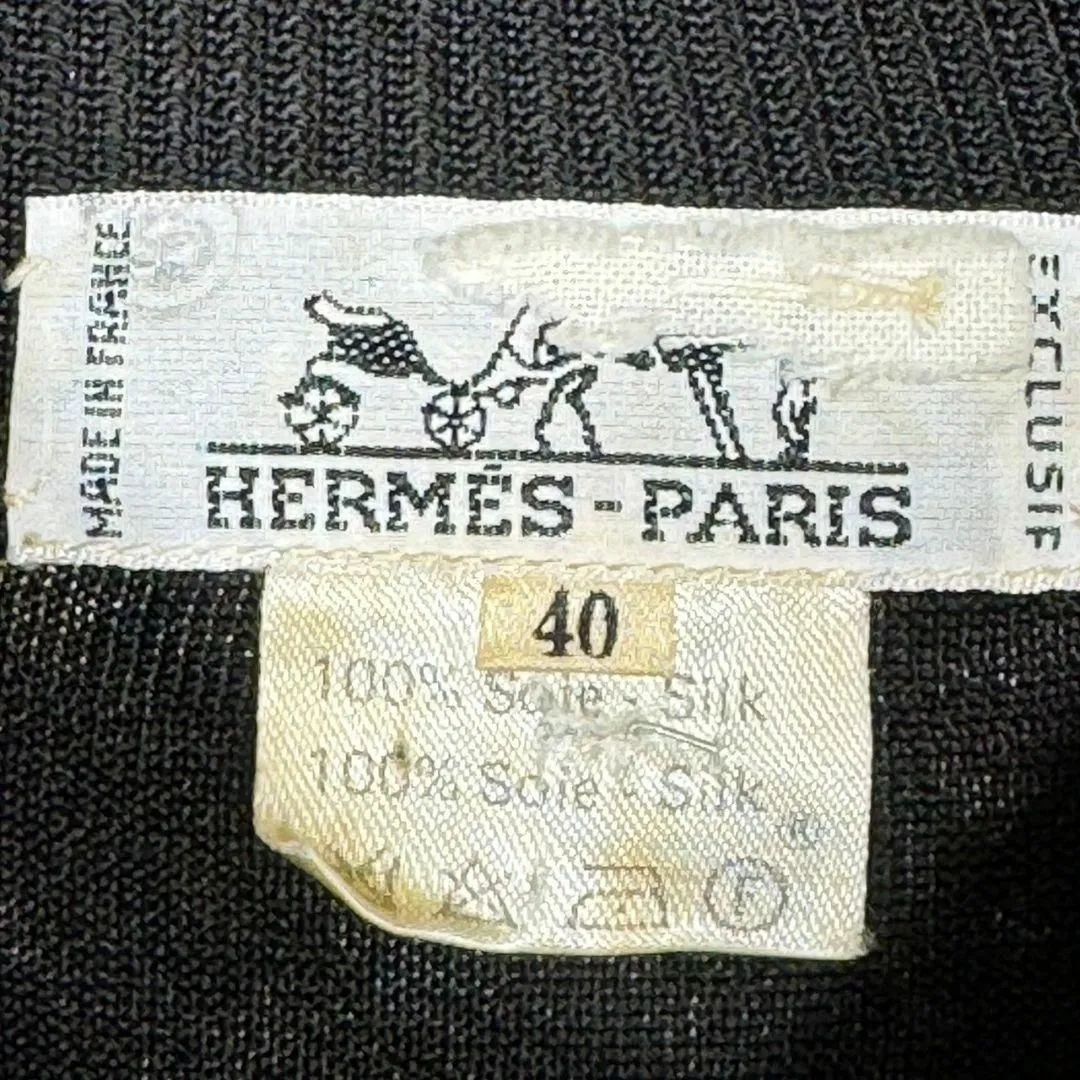 MADE IN FRANCE
HERMÈS - PARIS
EXCLUSIF
40
100% Soie - Silk
100% Soie - Silk
®
F